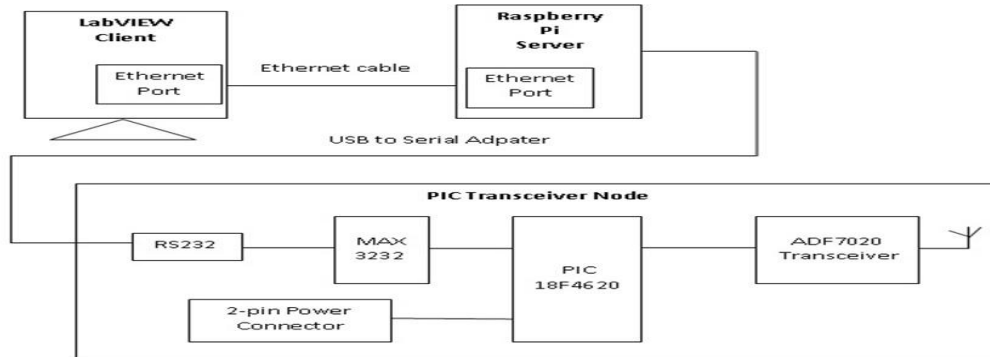 LabVIEW
Client
Ethernet
Port
Ethernet cable
Raspberry
Pi
Server
Ethernet
Port
USB to Serial Adpater
PIC Transceiver Node
RS232
MAX
3232
PIC
18F4620
ADF7020
Transceiver
2-pin Power
Connector